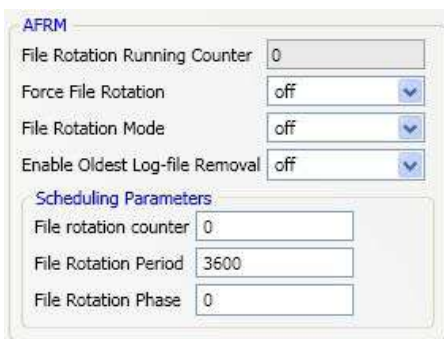 AFRM
File Rotation Running Counter 0
Force File Rotation off
File Rotation Mode off
Enable Oldest Log-file Removal off
Scheduling Parameters
File rotation counter 0
File Rotation Period 3600
File Rotation Phase 0